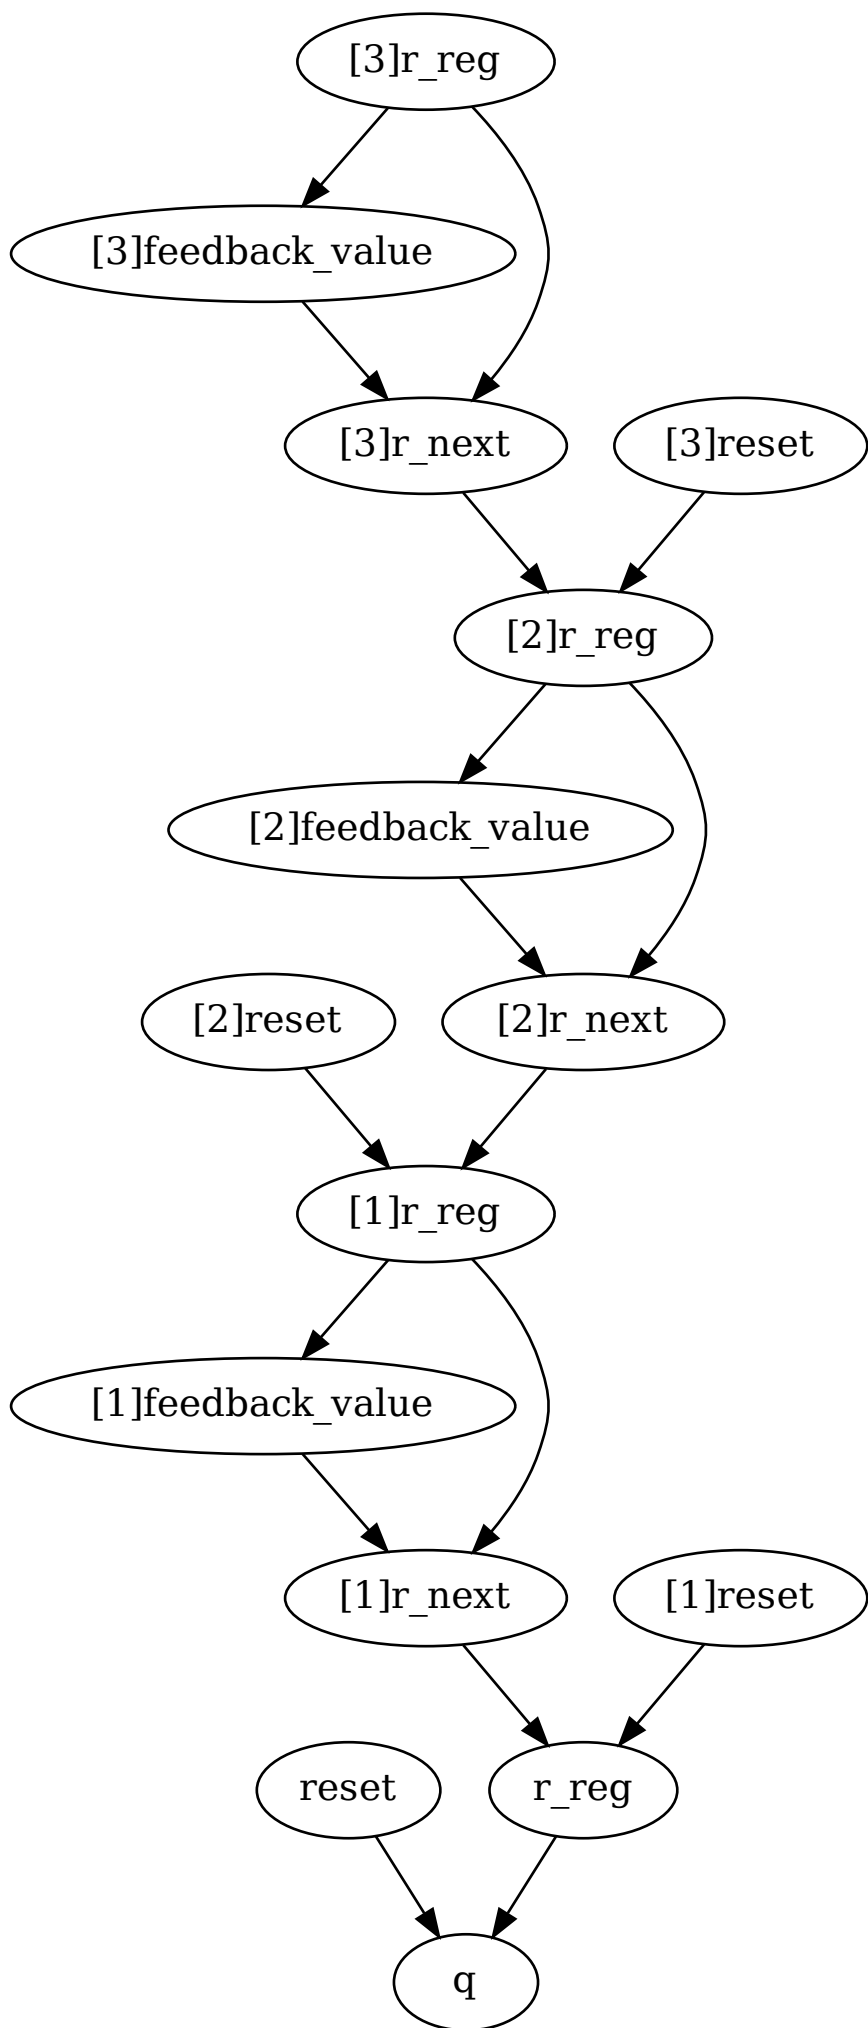 [3]r_reg
[3]feedback_value
[3]r_next
[3]reset
[2]r_reg
[2]feedback_value
[2]reset
[2]r_next
[1]r_reg
[1]feedback_value
[1]r_next
[1]reset
reset
r_reg
q